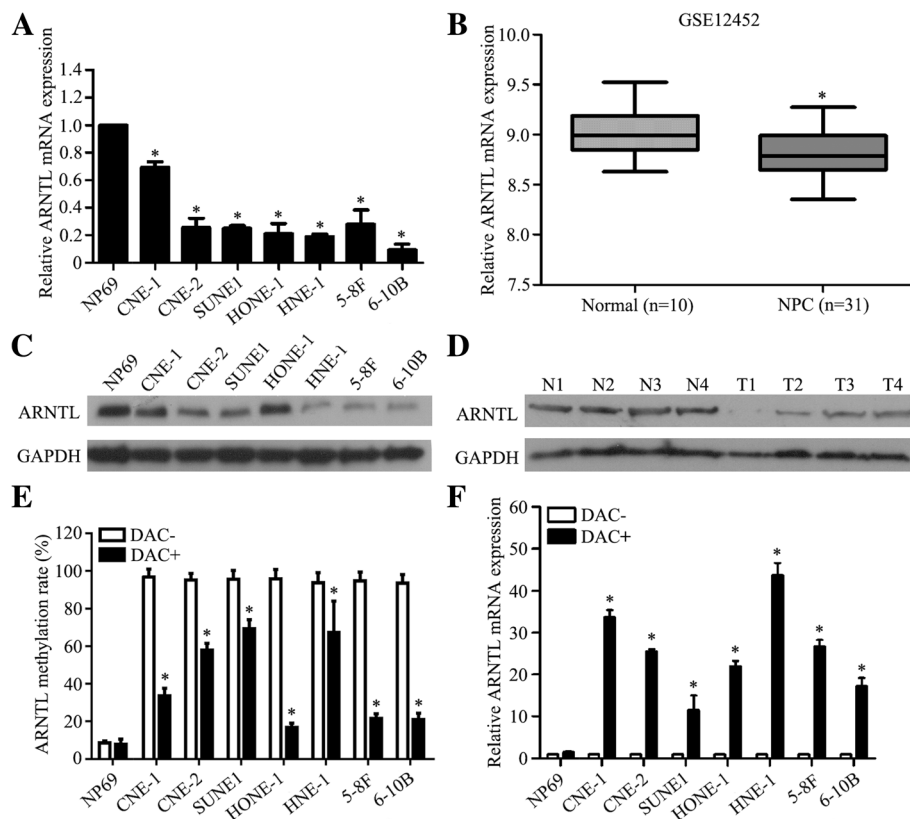 A
Relative ARNTL mRNA expression
1.4
1.2
1.0
0.8
0.6
0.4
0.2
0
*
*
*
*
*
*
*
NP69
CNE-1
CNE-2
SUNE1
HONE-1
HNE-1
5-8F
6-10B
B
GSE12452
Relative ARNTL mRNA expression
10.0
9.5
9.0
8.5
8.0
7.5
*
Normal (n=10)
NPC (n=31)
C
NP69
CNE-1
CNE-2
SUNE1
HONE-1
HNE-1
5-8F
6-10B
ARNTL
GAPDH
D
N1 N2 N3 N4 T1 T2 T3 T4
ARNTL
GAPDH
E
ARNTL methylation rate (%)
120
100
80
60
40
20
0
DAC-
DAC+
*
*
*
*
*
*
*
NP69
CNE-1
CNE-2
SUNE1
HONE-1
HNE-1
5-8F
6-10B
F
Relative ARNTL mRNA expression
60
50
40
30
20
10
0
DAC-
DAC+
*
*
*
*
*
*
*
NP69
CNE-1
CNE-2
SUNE1
HONE-1
HNE-1
5-8F
6-10B